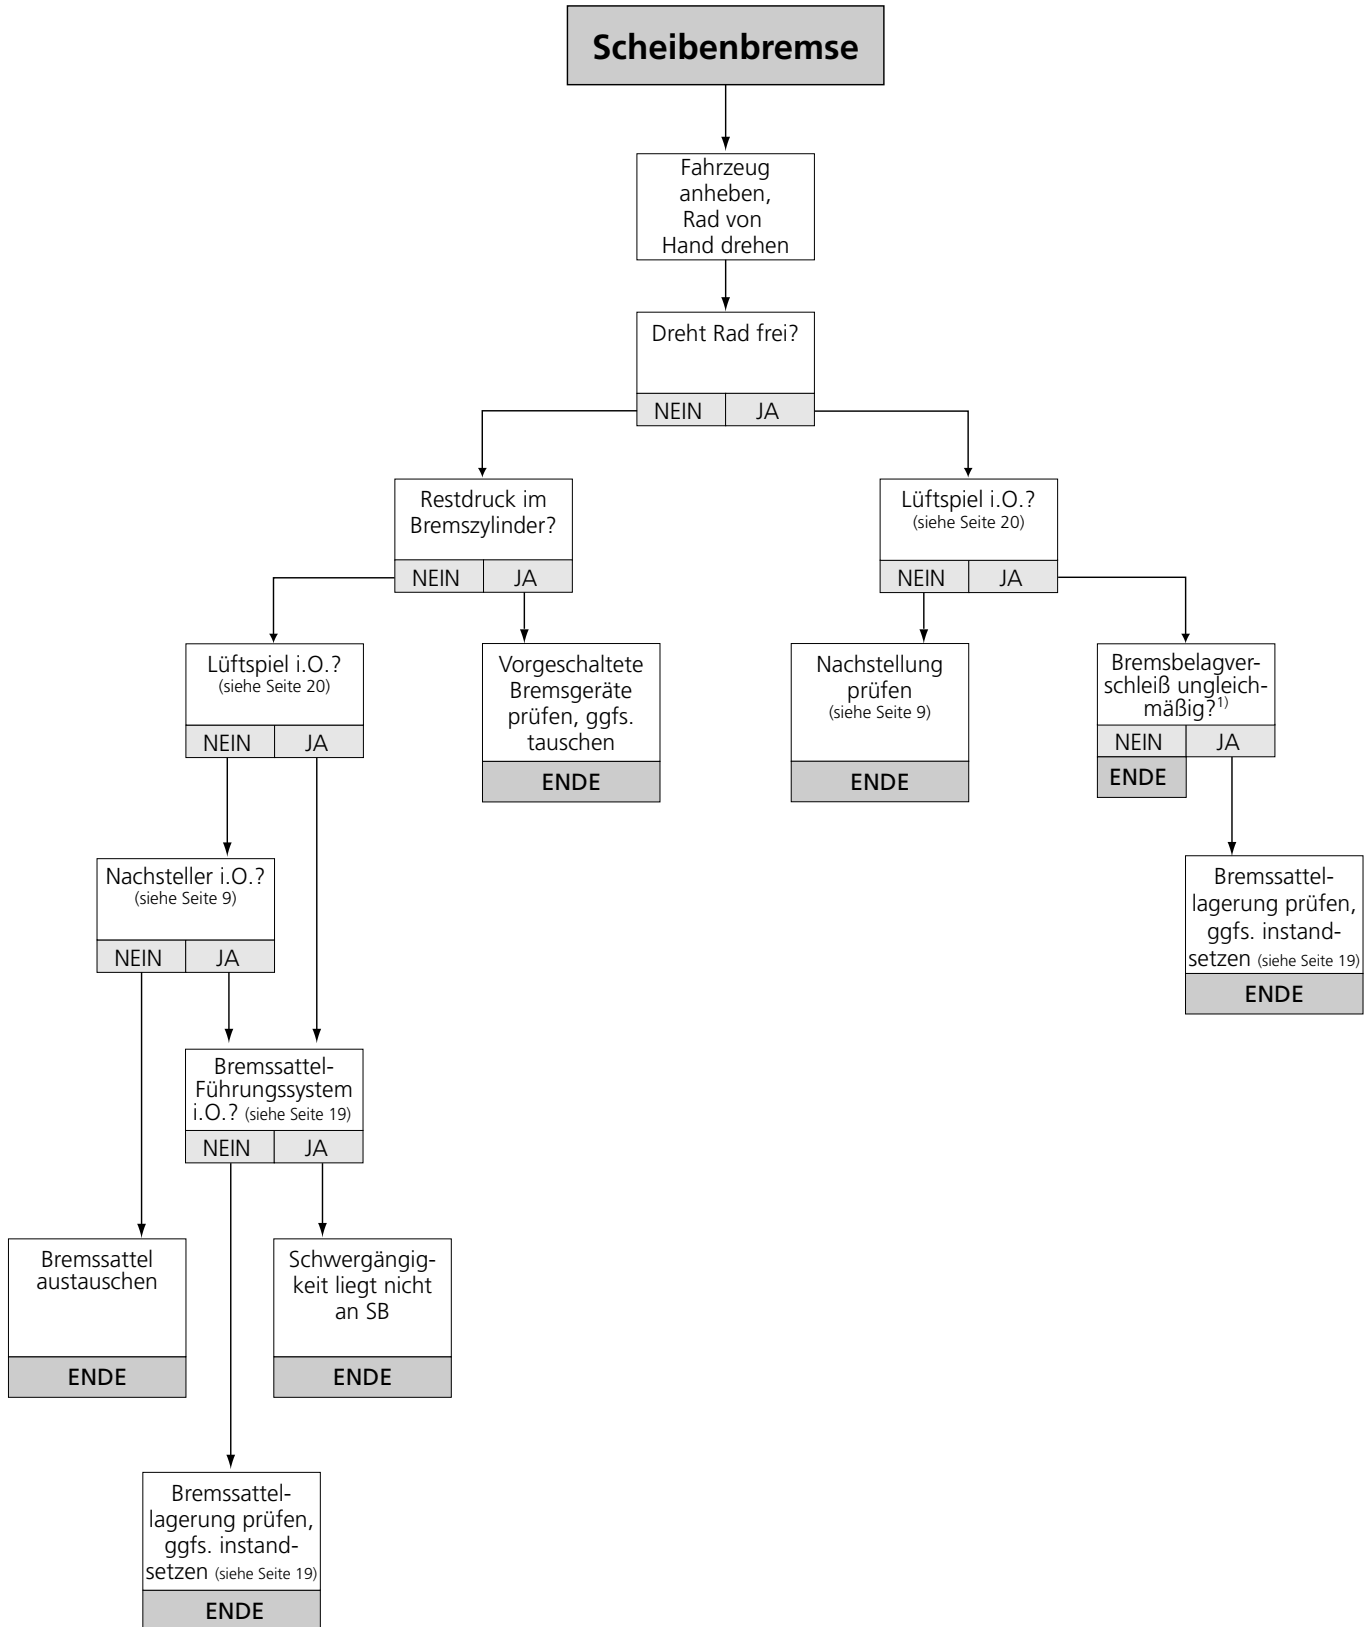 Scheibenbremse
Fahrzeug
anheben,
Rad von
Hand drehen
Dreht Rad frei?
NEIN JA
Restdruck im
Bremszylinder?
NEIN JA
Lüftspiel i.O.?
(siehe Seite 20)
NEIN JA
Lüftspiel i.O.?
(siehe Seite 20)
NEIN JA
Vorgeschaltete
Bremsgeräte
prüfen, ggfs.
tauschen
ENDE
Nachstellung
prüfen
(siehe Seite 9)
ENDE
Bremsbelagver-
schleiß ungleich-
mäßig?1)
NEIN JA
ENDE
Nachsteller i.O.?
(siehe Seite 9)
NEIN JA
Bremssattel-
lagerung prüfen,
ggfs. instand-
setzen (siehe Seite 19)
ENDE
Bremssattel-
Führungssystem
i.O.? (siehe Seite 19)
NEIN JA
Bremssattel
austauschen
ENDE
Schwergängig-
keit liegt nicht
an SB
ENDE
Bremssattel-
lagerung prüfen,
ggfs. instand-
setzen (siehe Seite 19)
ENDE